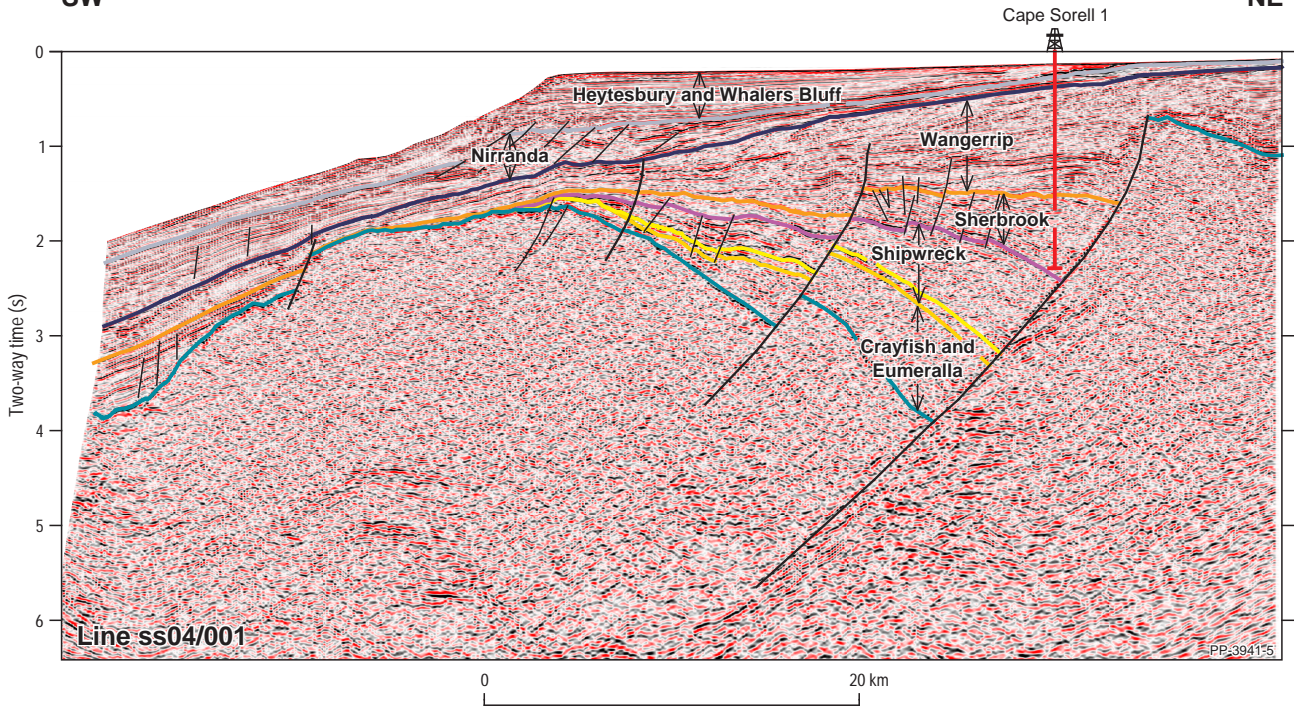 SW
NE
Cape Sorell 1
0
Heytesbury and Whalers Bluff
1
Nirranda
Wangerrip
2
Sherbrook
Shipwreck
Two-way time (s)
3
Crayfish and
Eumeralla
4
5
6
Line ss04/001
PP-3941-5
0
20 km